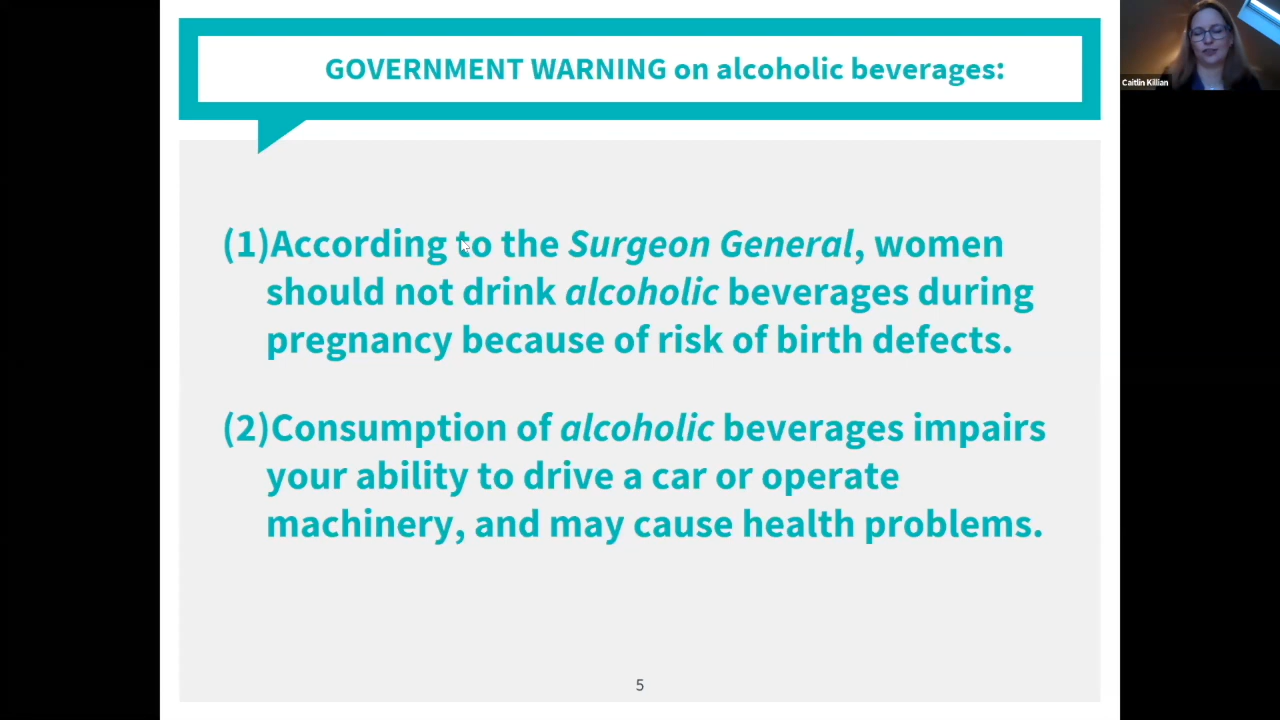 GOVERNMENT WARNING on alcoholic beverages:
Caitlin Killian
(1)According to the Surgeon General, women
should not drink alcoholic beverages during
pregnancy because of risk of birth defects.
(2)Consumption of alcoholic beverages impairs
your ability to drive a car or operate
machinery, and may cause health problems.
5